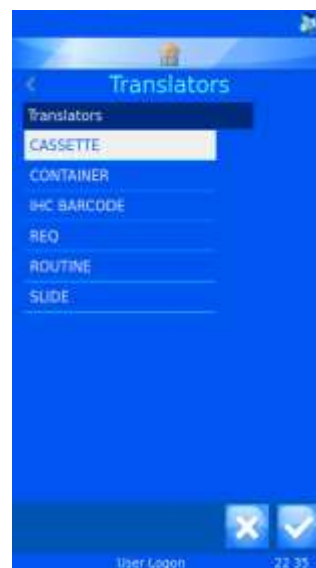 Translators
Translators
CASSETTE
CONTAINER
IHC BARCODE
REQ
ROUTINE
SLIDE
User Logon 22 35